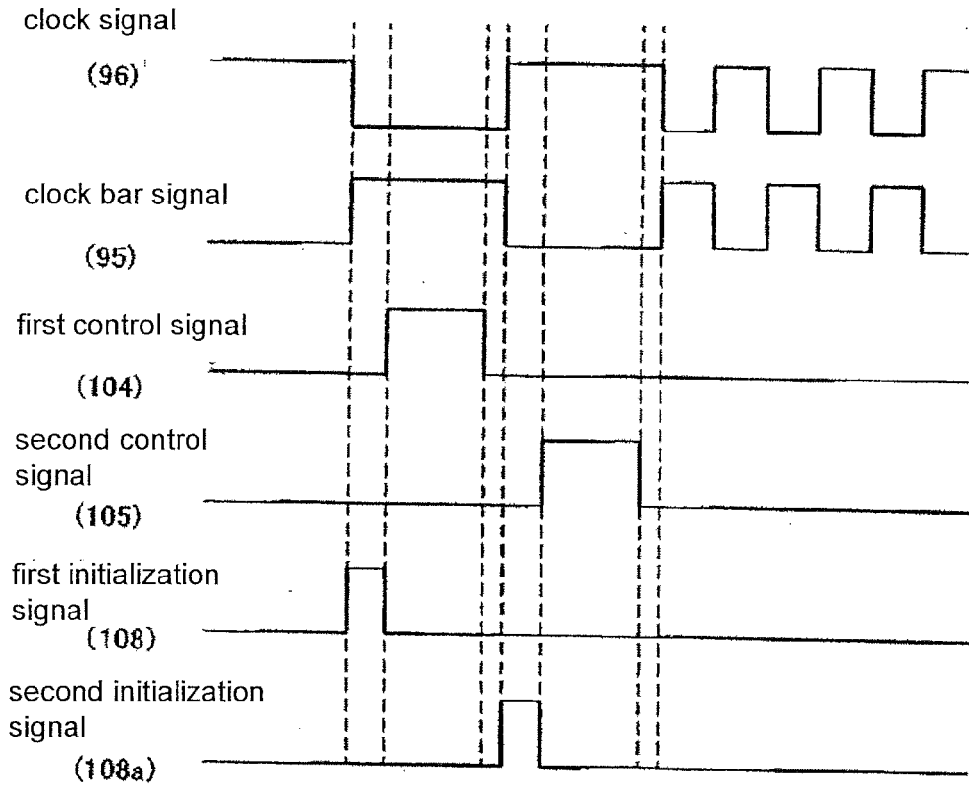 clock signal
(96)
clock bar signal
(95)
first control signal
(104)
second control
signal
(105)
first initialization
signal
(108)
second initialization
signal
(108a)